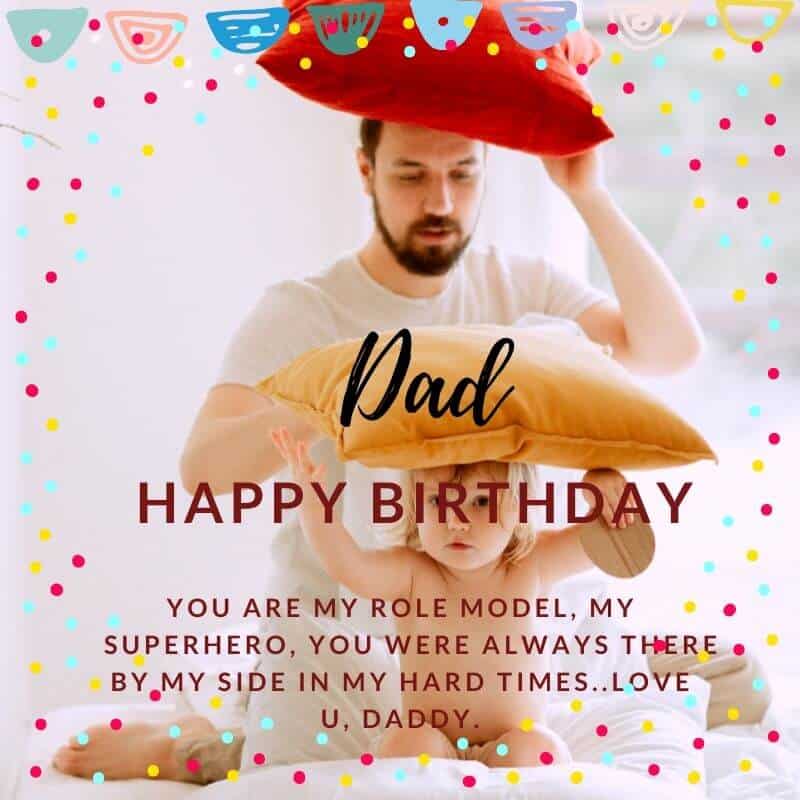 Dad
HAPPY BIRTHDAY
YOU ARE MY ROLE MODEL, MY
SUPERHERO, YOU WERE ALWAYS THERE
BY MY SIDE IN MY HARD TIMES..LOVE
U, DADDY.